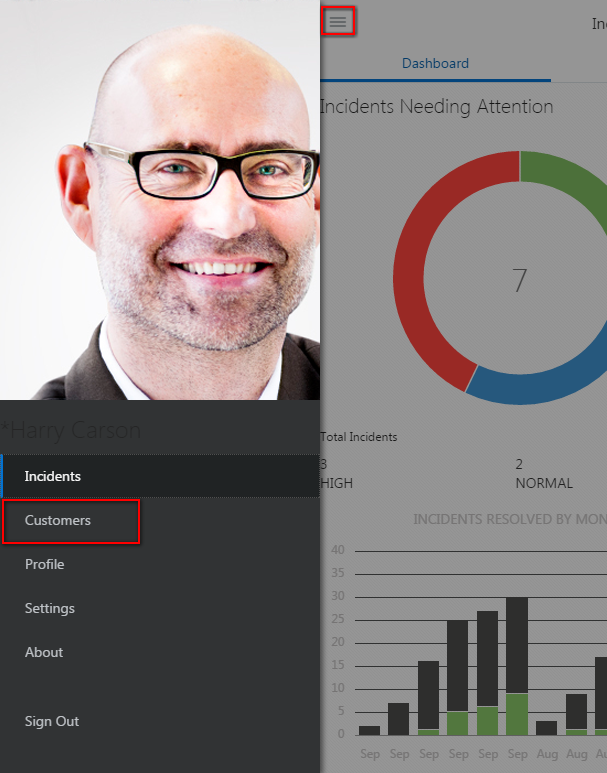 *Harry Carson
Incidents
Customers
Profile
Settings
About
Sign Out
Dashboard
Incidents Needing Attention
7
Total Incidents
3
2
HIGH
NORMAL
INCIDENTS RESOLVED BY MON
40
35
30
25
20
15
10
5
0
Sep Sep Sep Sep Sep Sep Aug Aug